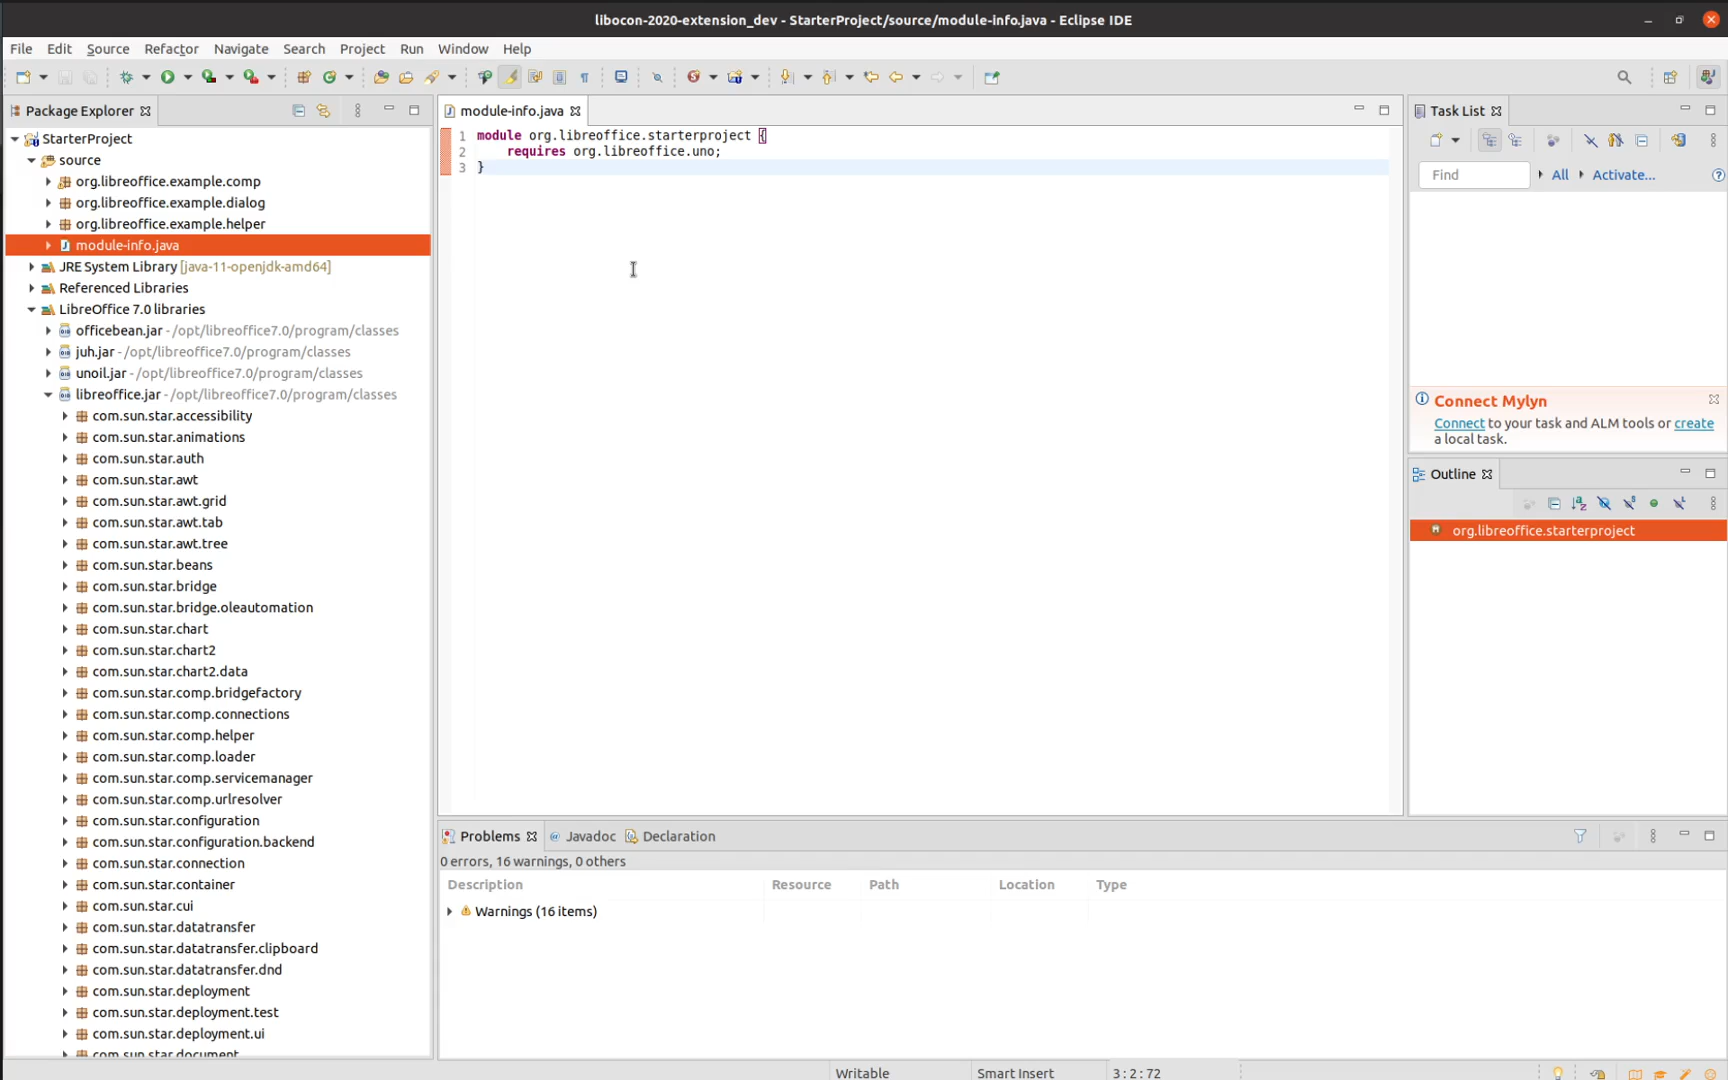 libocon-2020-extension_dev - StarterProject/source/module-info.java - Eclipse IDE
File Edit Source Refactor Navigate Search Project Run Window Help
Package Explorer
StarterProject
source
org.libreoffice.example.comp
org.libreoffice.example.dialog
org.libreoffice.example.helper
module-info.java
JRE System Library [java-11-openjdk-amd64]
Referenced Libraries
LibreOffice 7.0 libraries
officebean.jar - /opt/libreoffice7.0/program/classes
juh.jar - /opt/libreoffice7.0/program/classes
unoil.jar - /opt/libreoffice7.0/program/classes
libreoffice.jar - /opt/libreoffice7.0/program/classes
com.sun.star.accessibility
com.sun.star.animations
com.sun.star.auth
com.sun.star.awt
com.sun.star.awt.grid
com.sun.star.awt.tab
com.sun.star.awt.tree
com.sun.star.beans
com.sun.star.bridge
com.sun.star.bridge.oleautomation
com.sun.star.chart
com.sun.star.chart2
com.sun.star.chart2.data
com.sun.star.comp.bridgefactory
com.sun.star.comp.connections
com.sun.star.comp.helper
com.sun.star.comp.loader
com.sun.star.comp.servicemanager
com.sun.star.comp.urlresolver
com.sun.star.configuration
com.sun.star.configuration.backend
com.sun.star.connection
com.sun.star.container
com.sun.star.cui
com.sun.star.datatransfer
com.sun.star.datatransfer.clipboard
com.sun.star.datatransfer.dnd
com.sun.star.deployment
com.sun.star.deployment.test
com.sun.star.deployment.ui
com.sun.star.document
module-info.java
1 module org.libreoffice.starterproject {
2 requires org.libreoffice.uno;
3 }
Task List
Find All Activate...
Connect Mylyn
Connect to your task and ALM tools or create
a local task.
Outline
org.libreoffice.starterproject
Problems Javadoc Declaration
0 errors, 16 warnings, 0 others
Description Resource Path Location Type
Warnings (16 items)
Writable Smart Insert 3 : 2 : 72